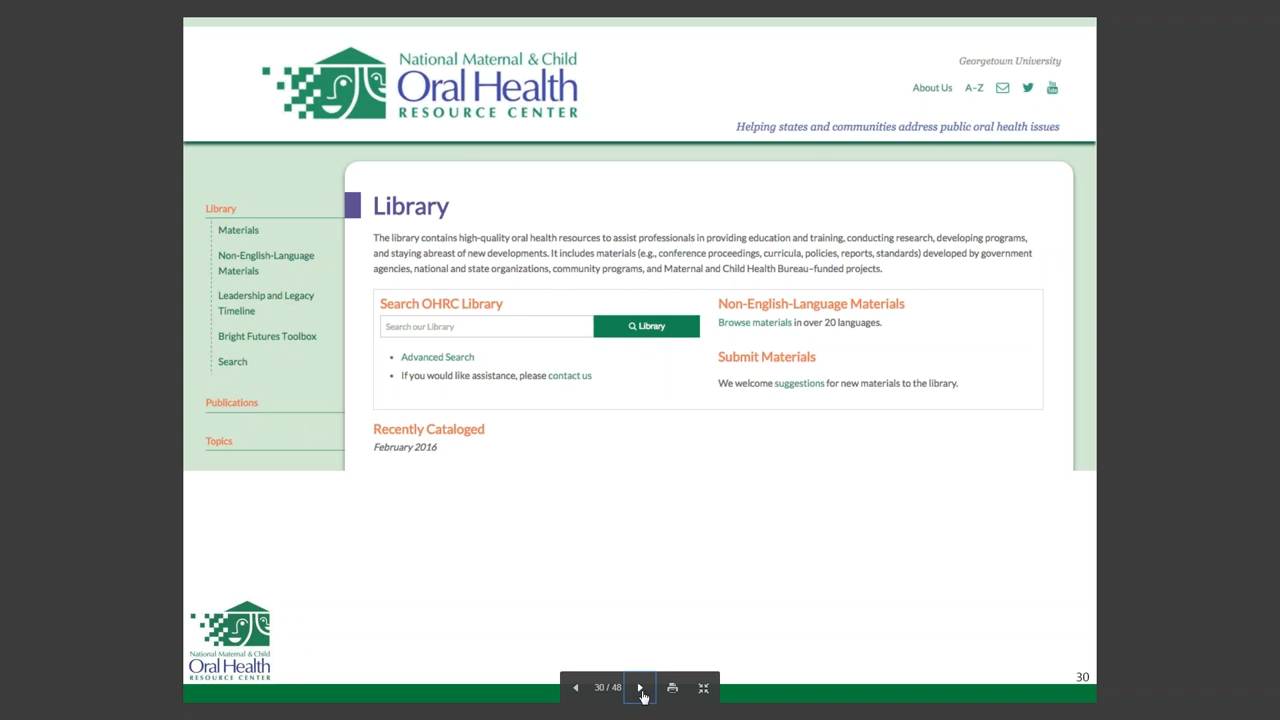 National Maternal & Child
Oral Health
RESOURCE CENTER
Georgetown University
About Us A–Z
You
Tube
Helping states and communities address public oral health issues
Library
Materials
Non-English-Language
Materials
Leadership and Legacy
Timeline
Bright Futures Toolbox
Search
Publications
Topics
Library
The library contains high-quality oral health resources to assist professionals in providing education and training, conducting research, developing programs,
and staying abreast of new developments. It includes materials (e.g., conference proceedings, curricula, policies, reports, standards) developed by government
agencies, national and state organizations, community programs, and Maternal and Child Health Bureau–funded projects.
Search OHRC Library
Search our Library
Library
• Advanced Search
• If you would like assistance, please contact us
Non-English-Language Materials
Browse materials in over 20 languages.
Submit Materials
We welcome suggestions for new materials to the library.
Recently Cataloged
February 2016
National Maternal & Child
Oral Health
RESOURCE CENTER
30 / 48
30